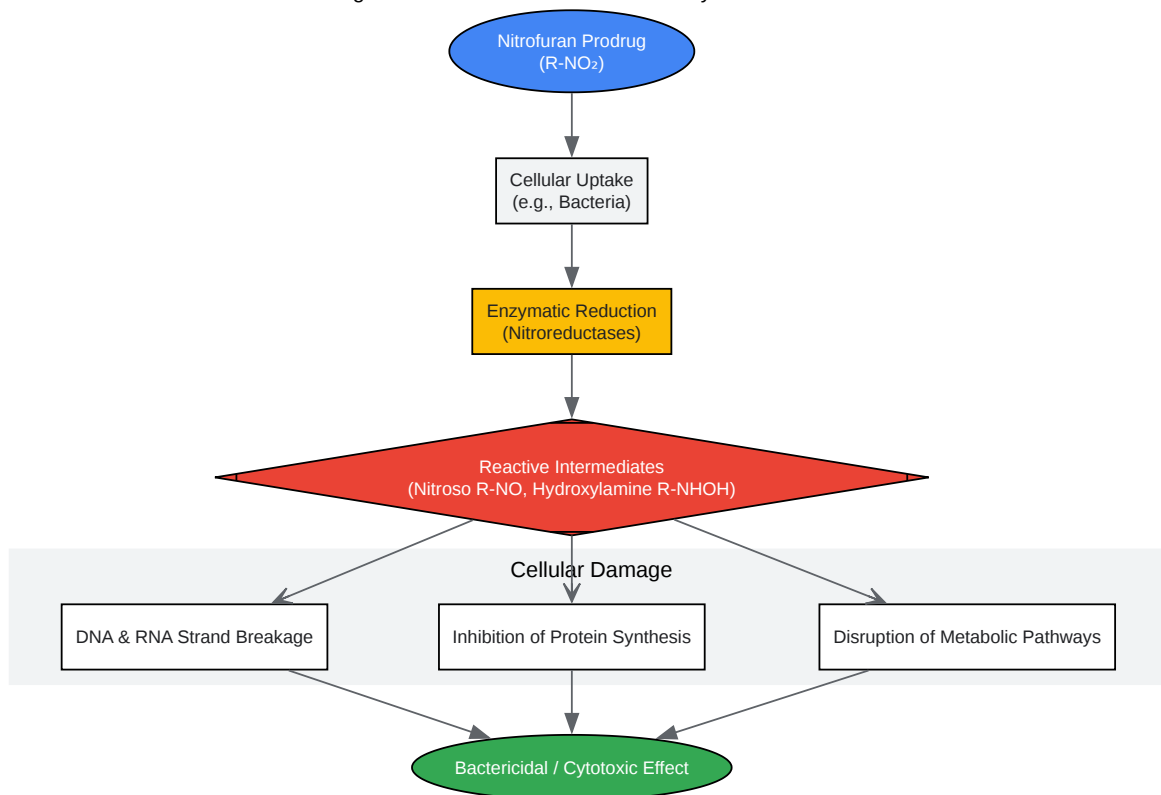 Nitrofuran Prodrug
(R-NO₂)
Cellular Uptake
(e.g., Bacteria)
Enzymatic Reduction
(Nitroreductases)
Reactive Intermediates
(Nitroso R-NO, Hydroxylamine R-NHOH)
Cellular Damage
DNA & RNA Strand Breakage
Inhibition of Protein Synthesis
Disruption of Metabolic Pathways
Bactericidal / Cytotoxic Effect